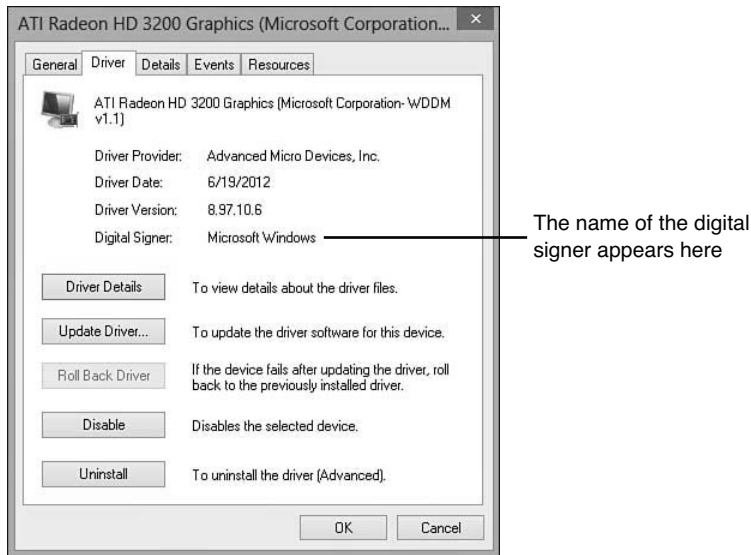 ATI Radeon HD 3200 Graphics (Microsoft Corporation...
General Driver Details Events Resources
ATI Radeon HD 3200 Graphics (Microsoft Corporation- WDDM
v1.1)
Driver Provider: Advanced Micro Devices, Inc.
Driver Date: 6/19/2012
Driver Version: 8.97.10.6
Digital Signer: Microsoft Windows
The name of the digital
signer appears here
Driver Details To view details about the driver files.
Update Driver... To update the driver software for this device.
Roll Back Driver If the device fails after updating the driver, roll
back to the previously installed driver.
Disable Disables the selected device.
Uninstall To uninstall the driver (Advanced).
OK Cancel